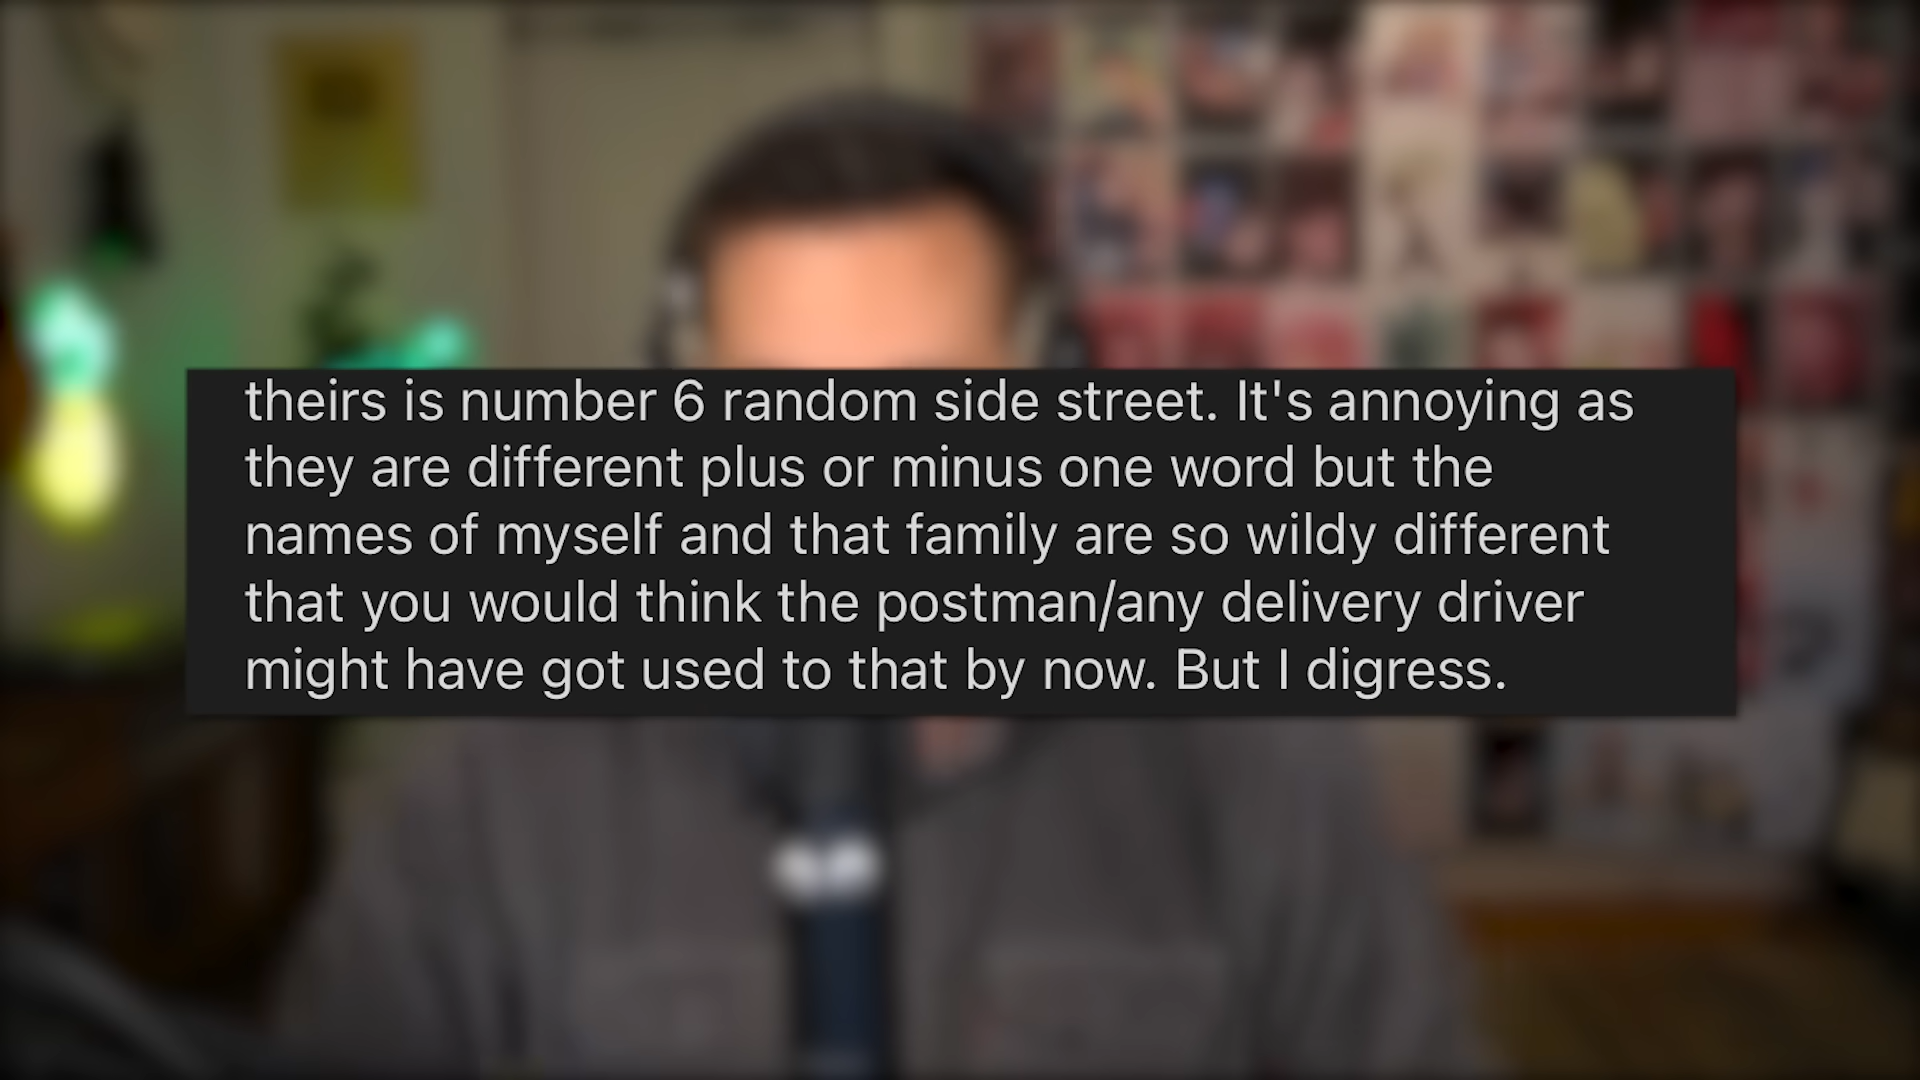 theirs is number 6 random side street. It's annoying as
they are different plus or minus one word but the
names of myself and that family are so wildy different
that you would think the postman/any delivery driver
might have got used to that by now. But I digress.